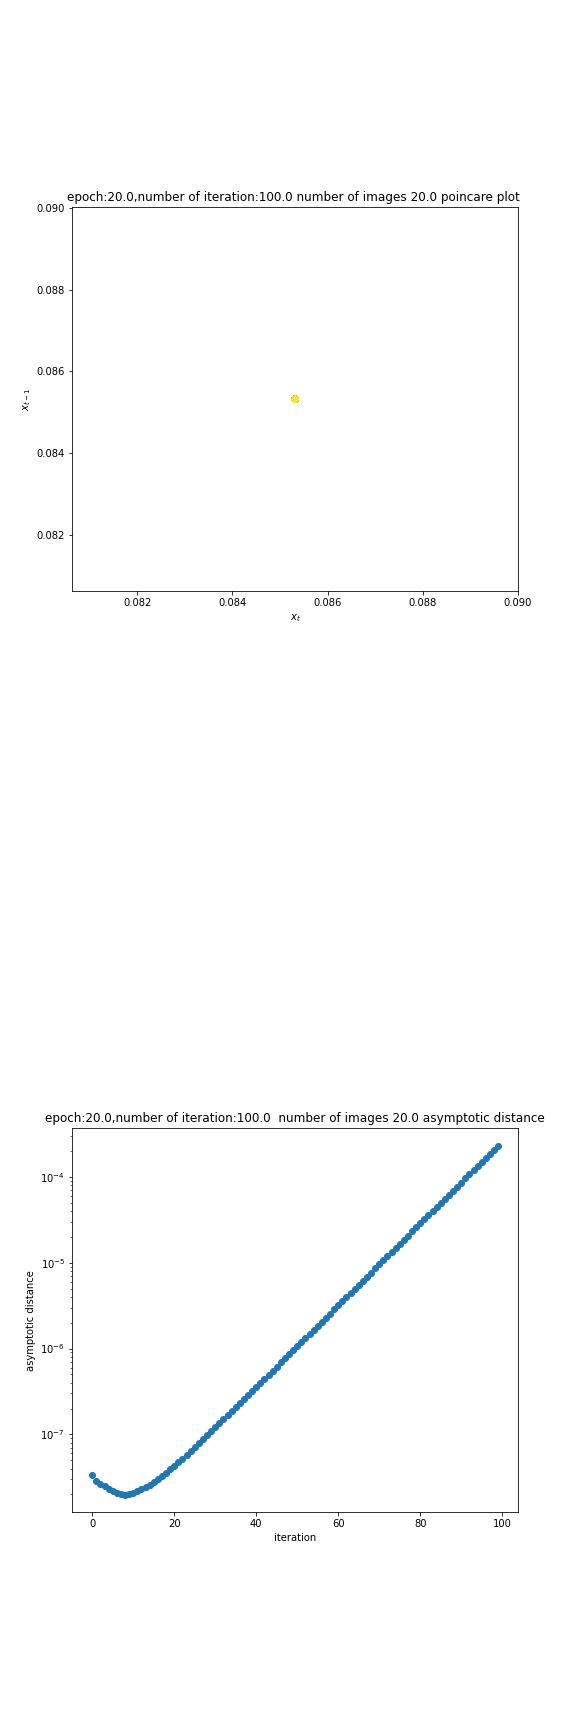 epoch:20.0,number of iteration:100.0 number of images 20.0 poincare plot
0.090
0.088
0.086
0.084
0.082
x_{t-1}
0.082 0.084 0.086 0.088 0.090
x_t
epoch:20.0,number of iteration:100.0  number of images 20.0 asymptotic distance
10^{-4}
10^{-5}
10^{-6}
10^{-7}
asymptotic distance
0 20 40 60 80 100
iteration